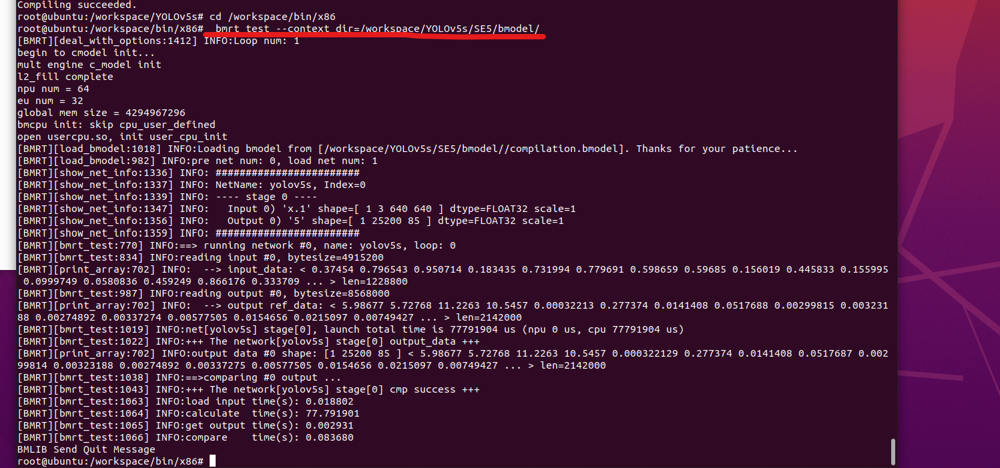 Compiling succeeded.
root@ubuntu:/workspace/YOLOv5s# cd /workspace/bin/x86
root@ubuntu:/workspace/bin/x86#  bmrt_test --context_dir=/workspace/YOLOv5s/SE5/bmodel/
[BMRT][deal_with_options:1412] INFO:Loop num: 1
begin to cmodel init...
mult engine c_model init
l2_fill complete
npu num = 64
eu num = 32
global mem size = 4294967296
bmcpu init: skip cpu_user_defined
open usercpu.so, init user_cpu_init
[BMRT][load_bmodel:1018] INFO:Loading bmodel from [/workspace/YOLOv5s/SE5/bmodel//compilation.bmodel]. Thanks for your patience...
[BMRT][load_bmodel:982] INFO:pre net num: 0, load net num: 1
[BMRT][show_net_info:1336] INFO: ########################
[BMRT][show_net_info:1337] INFO: NetName: yolov5s, Index=0
[BMRT][show_net_info:1339] INFO: ---- stage 0 ----
[BMRT][show_net_info:1347] INFO:   Input 0) 'x.1' shape=[ 1 3 640 640 ] dtype=FLOAT32 scale=1
[BMRT][show_net_info:1356] INFO:   Output 0) '5' shape=[ 1 25200 85 ] dtype=FLOAT32 scale=1
[BMRT][show_net_info:1359] INFO: ########################
[BMRT][bmrt_test:770] INFO:==> running network #0, name: yolov5s, loop: 0
[BMRT][bmrt_test:834] INFO:reading input #0, bytesize=4915200
[BMRT][print_array:702] INFO:  --> input_data: < 0.37454 0.796543 0.950714 0.183435 0.731994 0.779691 0.598659 0.59685 0.156019 0.445833 0.155995
 0.0999749 0.0580836 0.459249 0.866176 0.333709 ... > len=1228800
[BMRT][bmrt_test:987] INFO:reading output #0, bytesize=8568000
[BMRT][print_array:702] INFO:  --> output ref_data: < 5.98677 5.72768 11.2263 10.5457 0.00032213 0.277374 0.0141408 0.0517688 0.00299815 0.003231
88 0.00274892 0.00337274 0.00577505 0.0154656 0.0215097 0.00749427 ... > len=2142000
[BMRT][bmrt_test:1019] INFO:net[yolov5s] stage[0], launch total time is 77791904 us (npu 0 us, cpu 77791904 us)
[BMRT][bmrt_test:1022] INFO:+++ The network[yolov5s] stage[0] output_data +++
[BMRT][print_array:702] INFO:output data #0 shape: [1 25200 85 ] < 5.98677 5.72768 11.2263 10.5457 0.000322129 0.277374 0.0141408 0.0517687 0.002
99814 0.00323188 0.00274892 0.00337275 0.00577505 0.0154656 0.0215097 0.00749427 ... > len=2142000
[BMRT][bmrt_test:1038] INFO:==>comparing #0 output ...
[BMRT][bmrt_test:1043] INFO:+++ The network[yolov5s] stage[0] cmp success +++
[BMRT][bmrt_test:1063] INFO:load input time(s): 0.018802
[BMRT][bmrt_test:1064] INFO:calculate  time(s): 77.791901
[BMRT][bmrt_test:1065] INFO:get output time(s): 0.002931
[BMRT][bmrt_test:1066] INFO:compare    time(s): 0.083680
BMLIB Send Quit Message
root@ubuntu:/workspace/bin/x86#